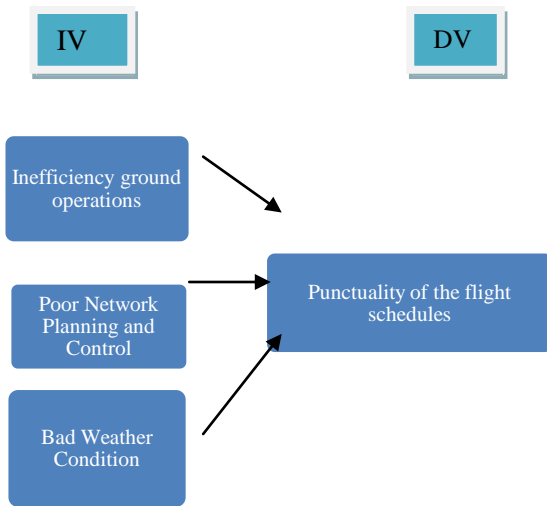 IV
DV
Inefficiency ground
operations
Poor Network
Planning and
Control
Punctuality of the flight
schedules
Bad Weather
Condition